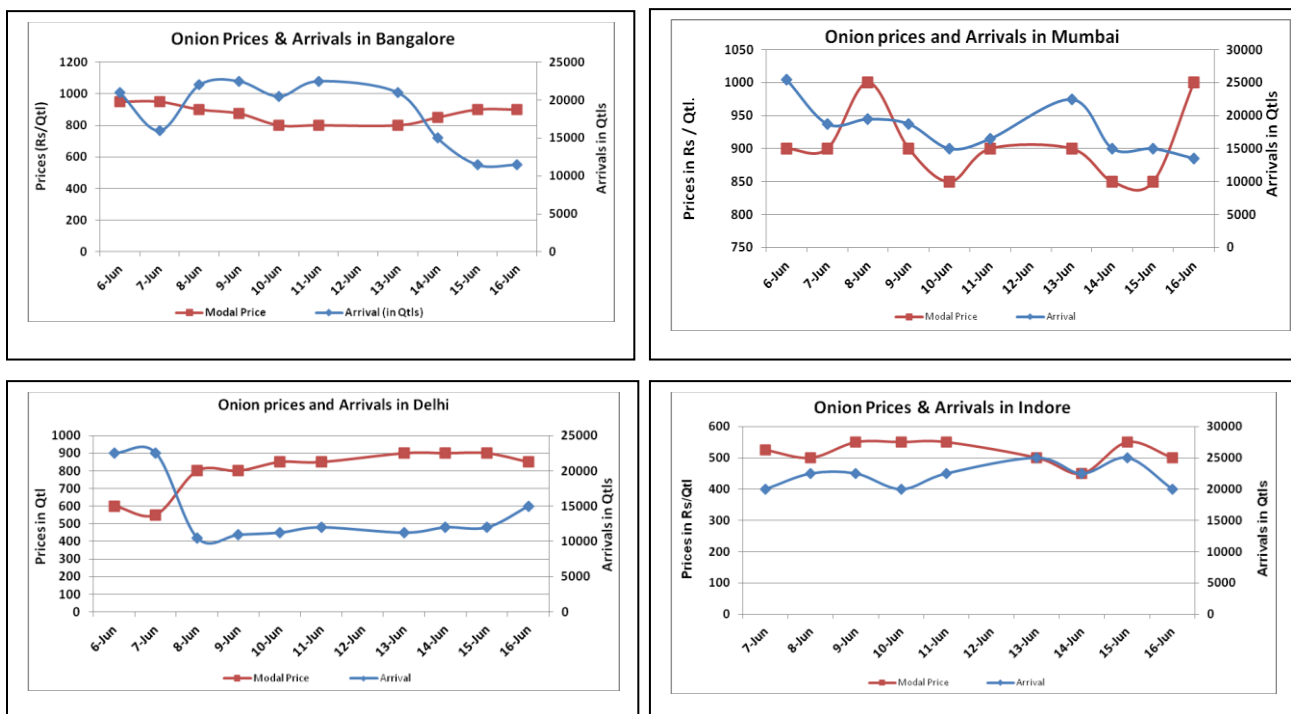 Onion Prices & Arrivals in Bangalore
Prices (Rs/Qtl)
1200
1000
800
600
400
200
0
25000
20000
15000
10000
5000
0
Arrivals in Qtls
6-Jun
7-Jun
8-Jun
9-Jun
10-Jun
11-Jun
12-Jun
13-Jun
14-Jun
15-Jun
16-Jun
Modal Price
Arrival (in Qtls)
Onion prices and Arrivals in Mumbai
Prices in Rs / Qtl.
1050
1000
950
900
850
800
750
30000
25000
20000
15000
10000
5000
0
Arrivals in Qtls
6-Jun
7-Jun
8-Jun
9-Jun
10-Jun
11-Jun
12-Jun
13-Jun
14-Jun
15-Jun
16-Jun
Modal Price
Arrival
Onion prices and Arrivals in Delhi
Prices in Qtl
1000
900
800
700
600
500
400
300
200
100
0
25000
20000
15000
10000
5000
0
Arrivals in Qtls
6-Jun
7-Jun
8-Jun
9-Jun
10-Jun
11-Jun
12-Jun
13-Jun
14-Jun
15-Jun
16-Jun
Modal Price
Arrival
Onion Prices & Arrivals in Indore
Prices in Rs/Qtl
600
500
400
300
200
100
0
30000
25000
20000
15000
10000
5000
0
Arrivals in Qtls
7-Jun
8-Jun
9-Jun
10-Jun
11-Jun
12-Jun
13-Jun
14-Jun
15-Jun
16-Jun
Modal Price
Arrival